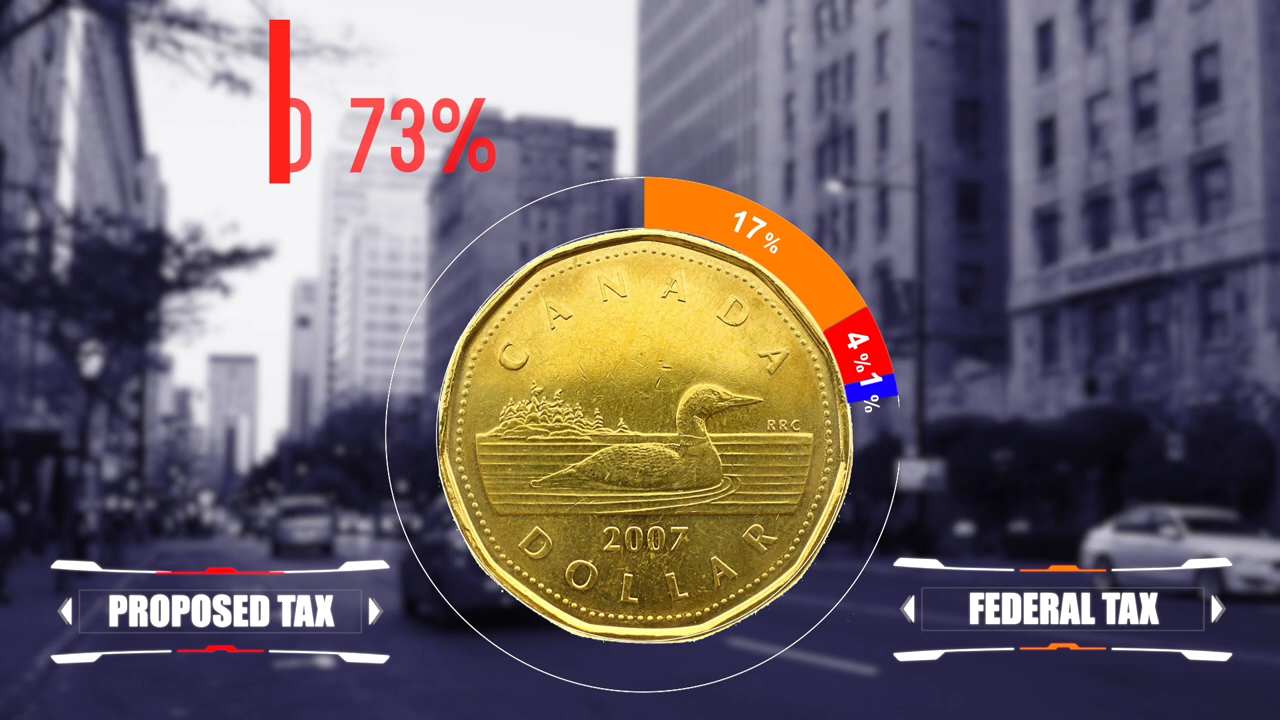 73%
17%
4%
1%
CANADA
RRC
2007
DOLLAR
PROPOSED TAX
FEDERAL TAX